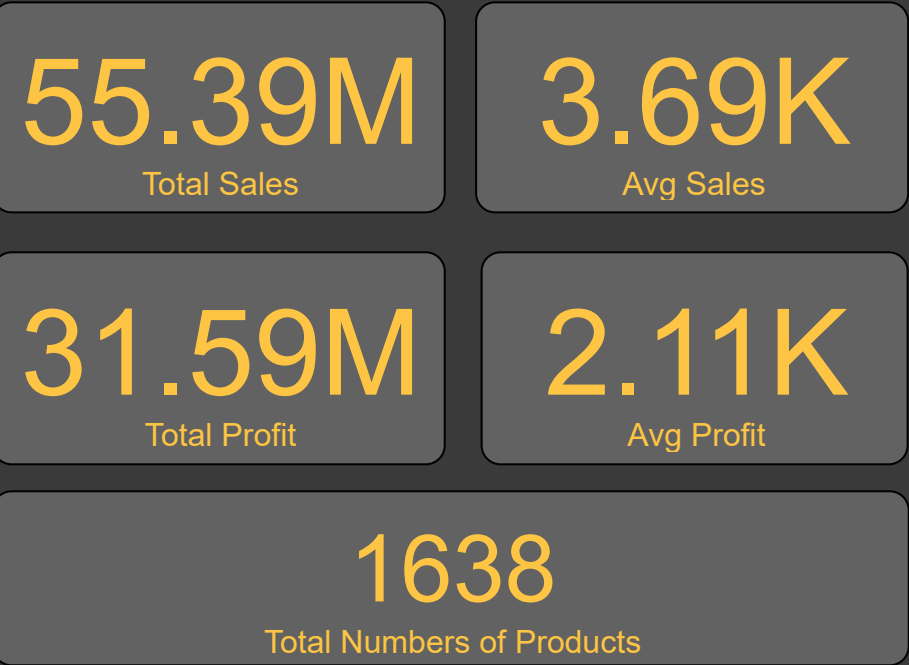 55.39M
Total Sales
3.69K
Avg Sales
31.59M
Total Profit
2.11K
Avg Profit
1638
Total Numbers of Products